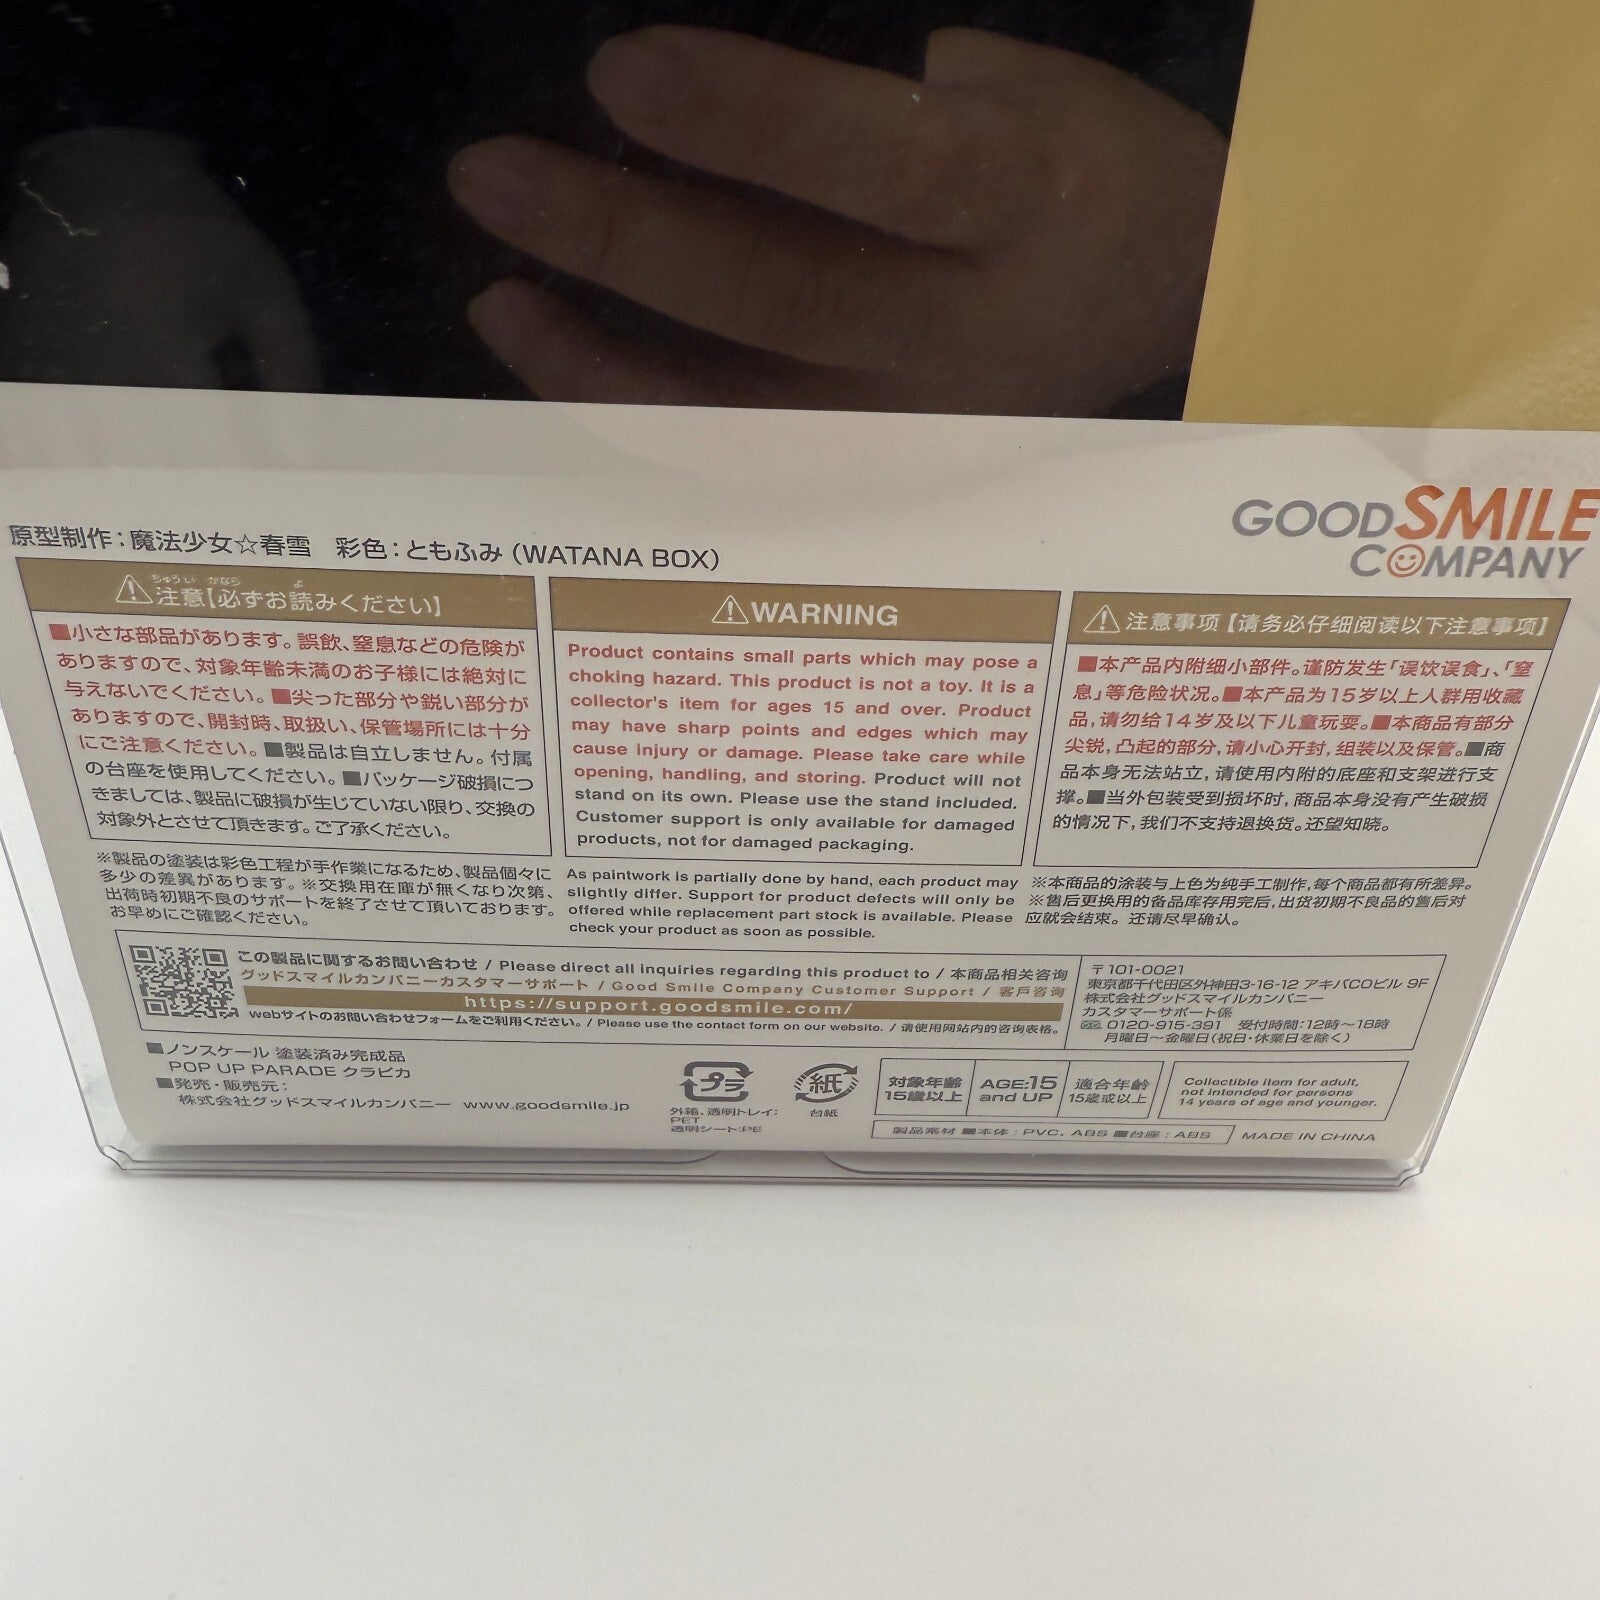 GOODSMILE
COMPANY
原型制作：魔法少女☆春雪　彩色：ともふみ（WATANA BOX）
ちゅうい かなら よ
⚠注意【必ずお読みください】
■小さな部品があります。誤飲、窒息などの危険が
ありますので、対象年齢未満のお子様には絶対に
与えないでください。■尖った部分や鋭い部分が
ありますので、開封時、取扱い、保管場所には十分
にご注意ください。■製品は自立しません。付属
の台座を使用してください。■パッケージ破損につ
きましては、製品に破損が生じていない限り、交換の
対象外とさせて頂きます。ご了承ください。
※製品の塗装は彩色工程が手作業になるため、製品個々に
多少の差異があります。※交換用在庫が無くなり次第、
出荷時初期不良のサポートを終了させて頂いております。
お早めにご確認ください。
⚠WARNING
Product contains small parts which may pose a
choking hazard. This product is not a toy. It is a
collector's item for ages 15 and over. Product
may have sharp points and edges which may
cause injury or damage. Please take care while
opening, handling, and storing. Product will not
stand on its own. Please use the stand included.
Customer support is only available for damaged
products, not for damaged packaging.
As paintwork is partially done by hand, each product may
slightly differ. Support for product defects will only be
offered while replacement part stock is available. Please
check your product as soon as possible.
⚠注意事项【请务必仔细阅读以下注意事项】
■本产品内附细小部件。谨防发生「误饮误食」、「窒
息」等危险状况。■本产品为15岁以上人群用收藏
品，请勿给14岁及以下儿童玩耍。■本商品有部分
尖锐，凸起的部分，请小心开封，组装以及保管。■商
品本身无法站立，请使用内附的底座和支架进行支
撑。■当外包装受到损坏时，商品本身没有产生破损
的情况下，我们不支持退换货。还望知晓。
※本商品的涂装与上色为纯手工制作，每个商品都有所差异。
※售后更换用的备品库存用完后，出货初期不良品的售后对
应就会结束。还请尽早确认。
この製品に関するお問い合わせ / Please direct all inquiries regarding this product to / 本商品相关咨询
グッドスマイルカンパニーカスタマーサポート / Good Smile Company Customer Support / 客戶咨询
https://support.goodsmile.com/
webサイトのお問い合わせフォームをご利用ください。/ Please use the contact form on our website. / 请使用网站内的咨询表格。
〒101-0021
東京都千代田区外神田3-16-12 アキバCOビル 9F
株式会社グッドスマイルカンパニー
カスタマーサポート係
0120-915-391　受付時間：12時～18時
月曜日～金曜日（祝日・休業日を除く）
■ノンスケール 塗装済み完成品
POP UP PARADE クラピカ
■発売・販売元：
株式会社グッドスマイルカンパニー　www.goodsmile.jp
プラ
外箱、透明トレイ：
PET
透明シート：PE
紙
台紙
対象年齢
15歳以上
AGE:15
and UP
適合年齢
15歳或以上
Collectible item for adult,
not intended for persons
14 years of age and younger.
製品素材 ■本体：PVC、ABS ■台座：ABS
MADE IN CHINA